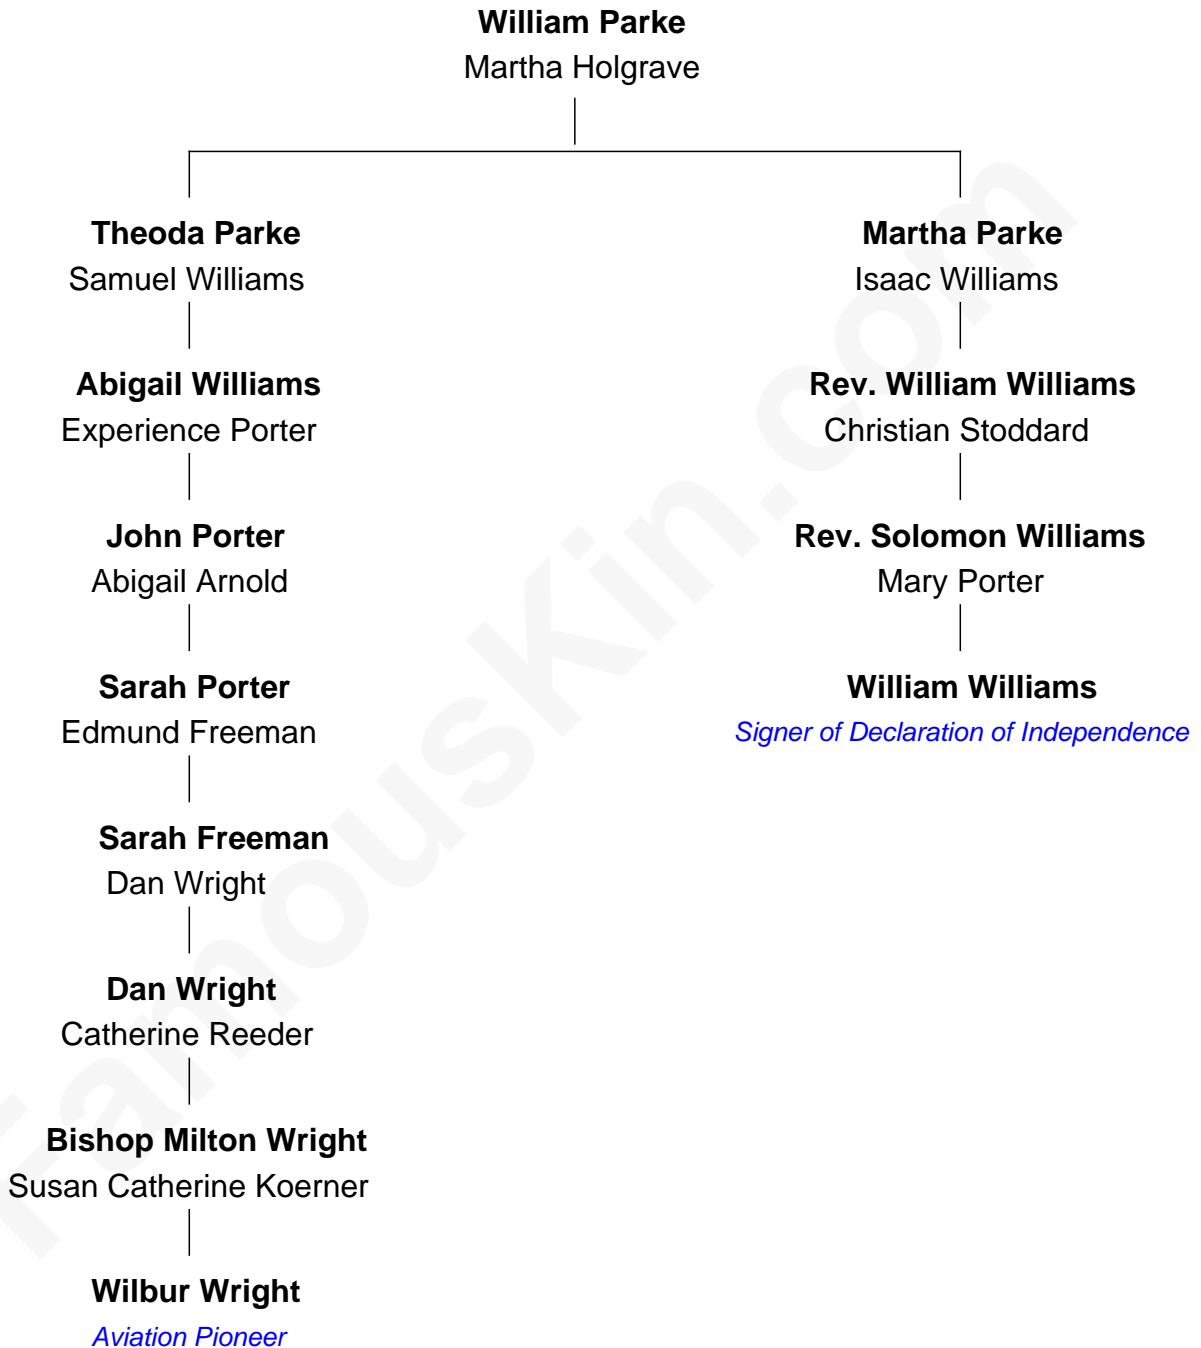 William Parke
Martha Holgrave
Theoda Parke
Samuel Williams
Martha Parke
Isaac Williams
Abigail Williams
Experience Porter
Rev. William Williams
Christian Stoddard
John Porter
Abigail Arnold
Rev. Solomon Williams
Mary Porter
Sarah Porter
Edmund Freeman
William Williams
Signer of Declaration of Independence
Sarah Freeman
Dan Wright
Dan Wright
Catherine Reeder
Bishop Milton Wright
Susan Catherine Koerner
Wilbur Wright
Aviation Pioneer
FamousKin.com